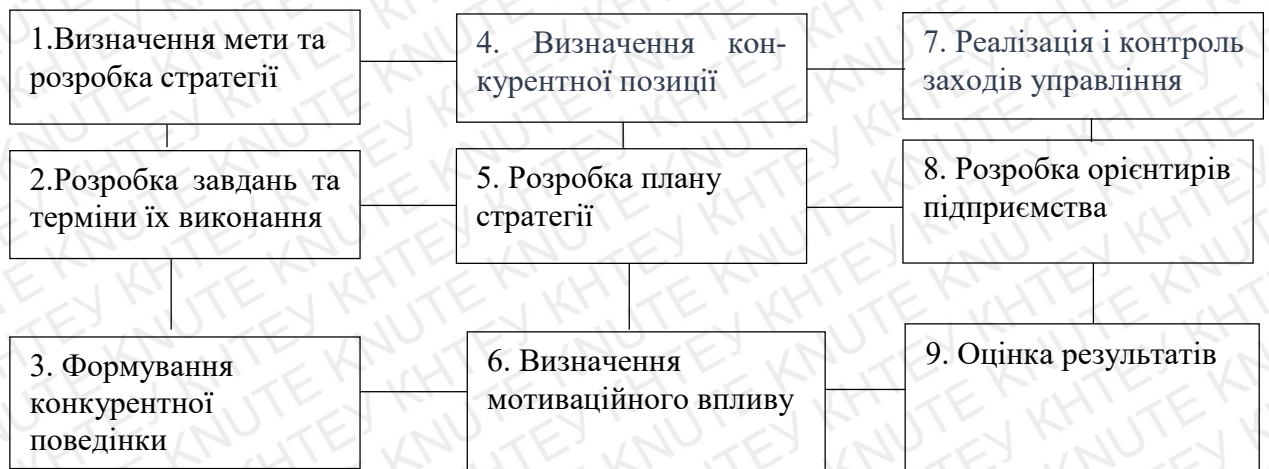 1.Визначення мети та
розробка стратегії
4. Визначення кон-
курентної позиції
7. Реалізація і контроль
заходів управління
2.Розробка завдань та
терміни їх виконання
5. Розробка плану
стратегії
8. Розробка орієнтирів
підприємства
3. Формування
конкурентної
поведінки
6. Визначення
мотиваційного впливу
9. Оцінка результатів